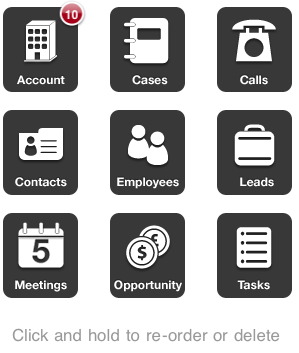 10
Account
Cases
Calls
Contacts
Employees
Leads
5
Meetings
$
€
Opportunity
Tasks
Click and hold to re-order or delete